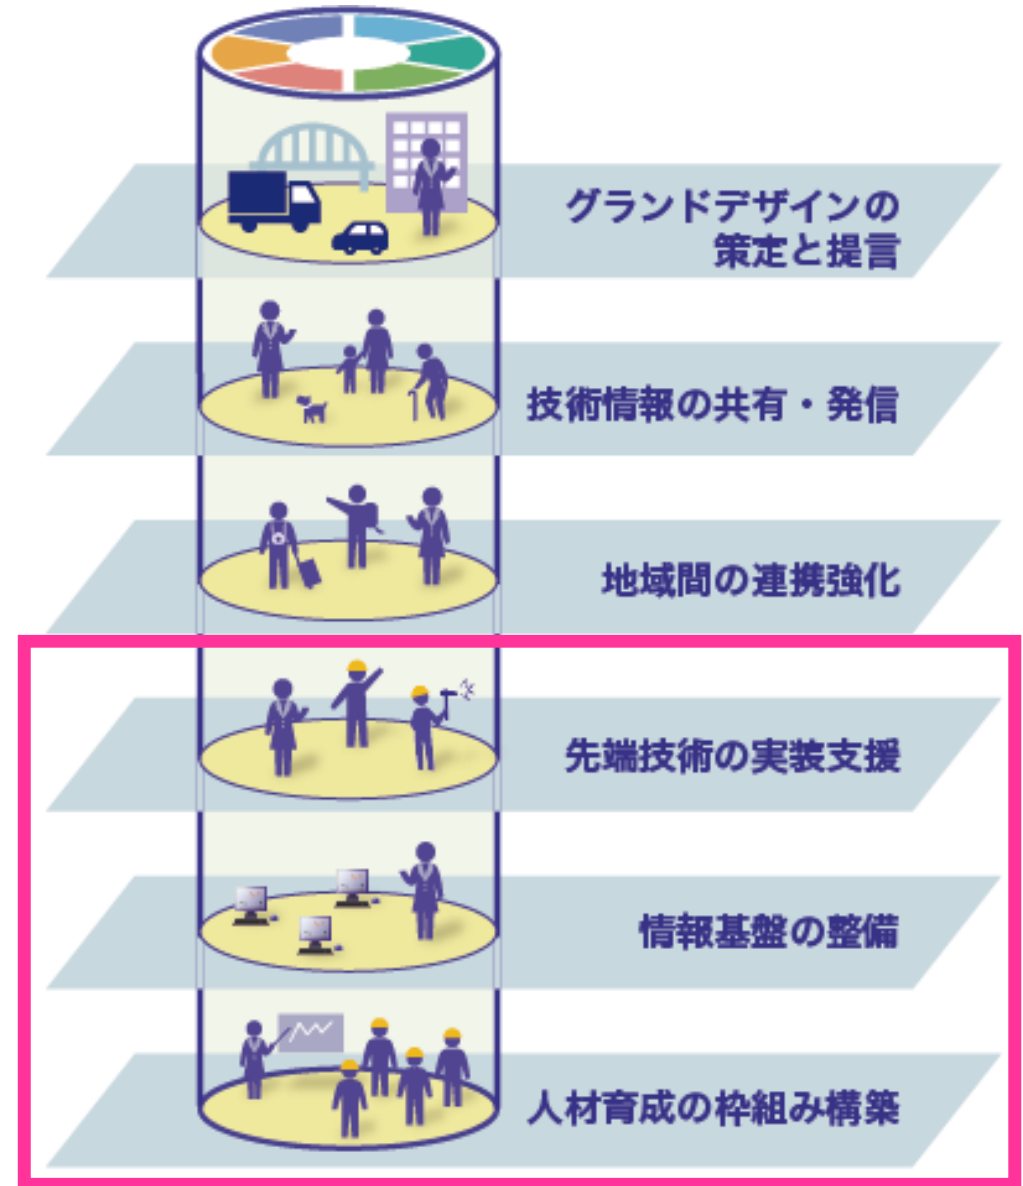 グランドデザインの
策定と提言
技術情報の共有・発信
地域間の連携強化
先端技術の実装支援
情報基盤の整備
人材育成の枠組み構築